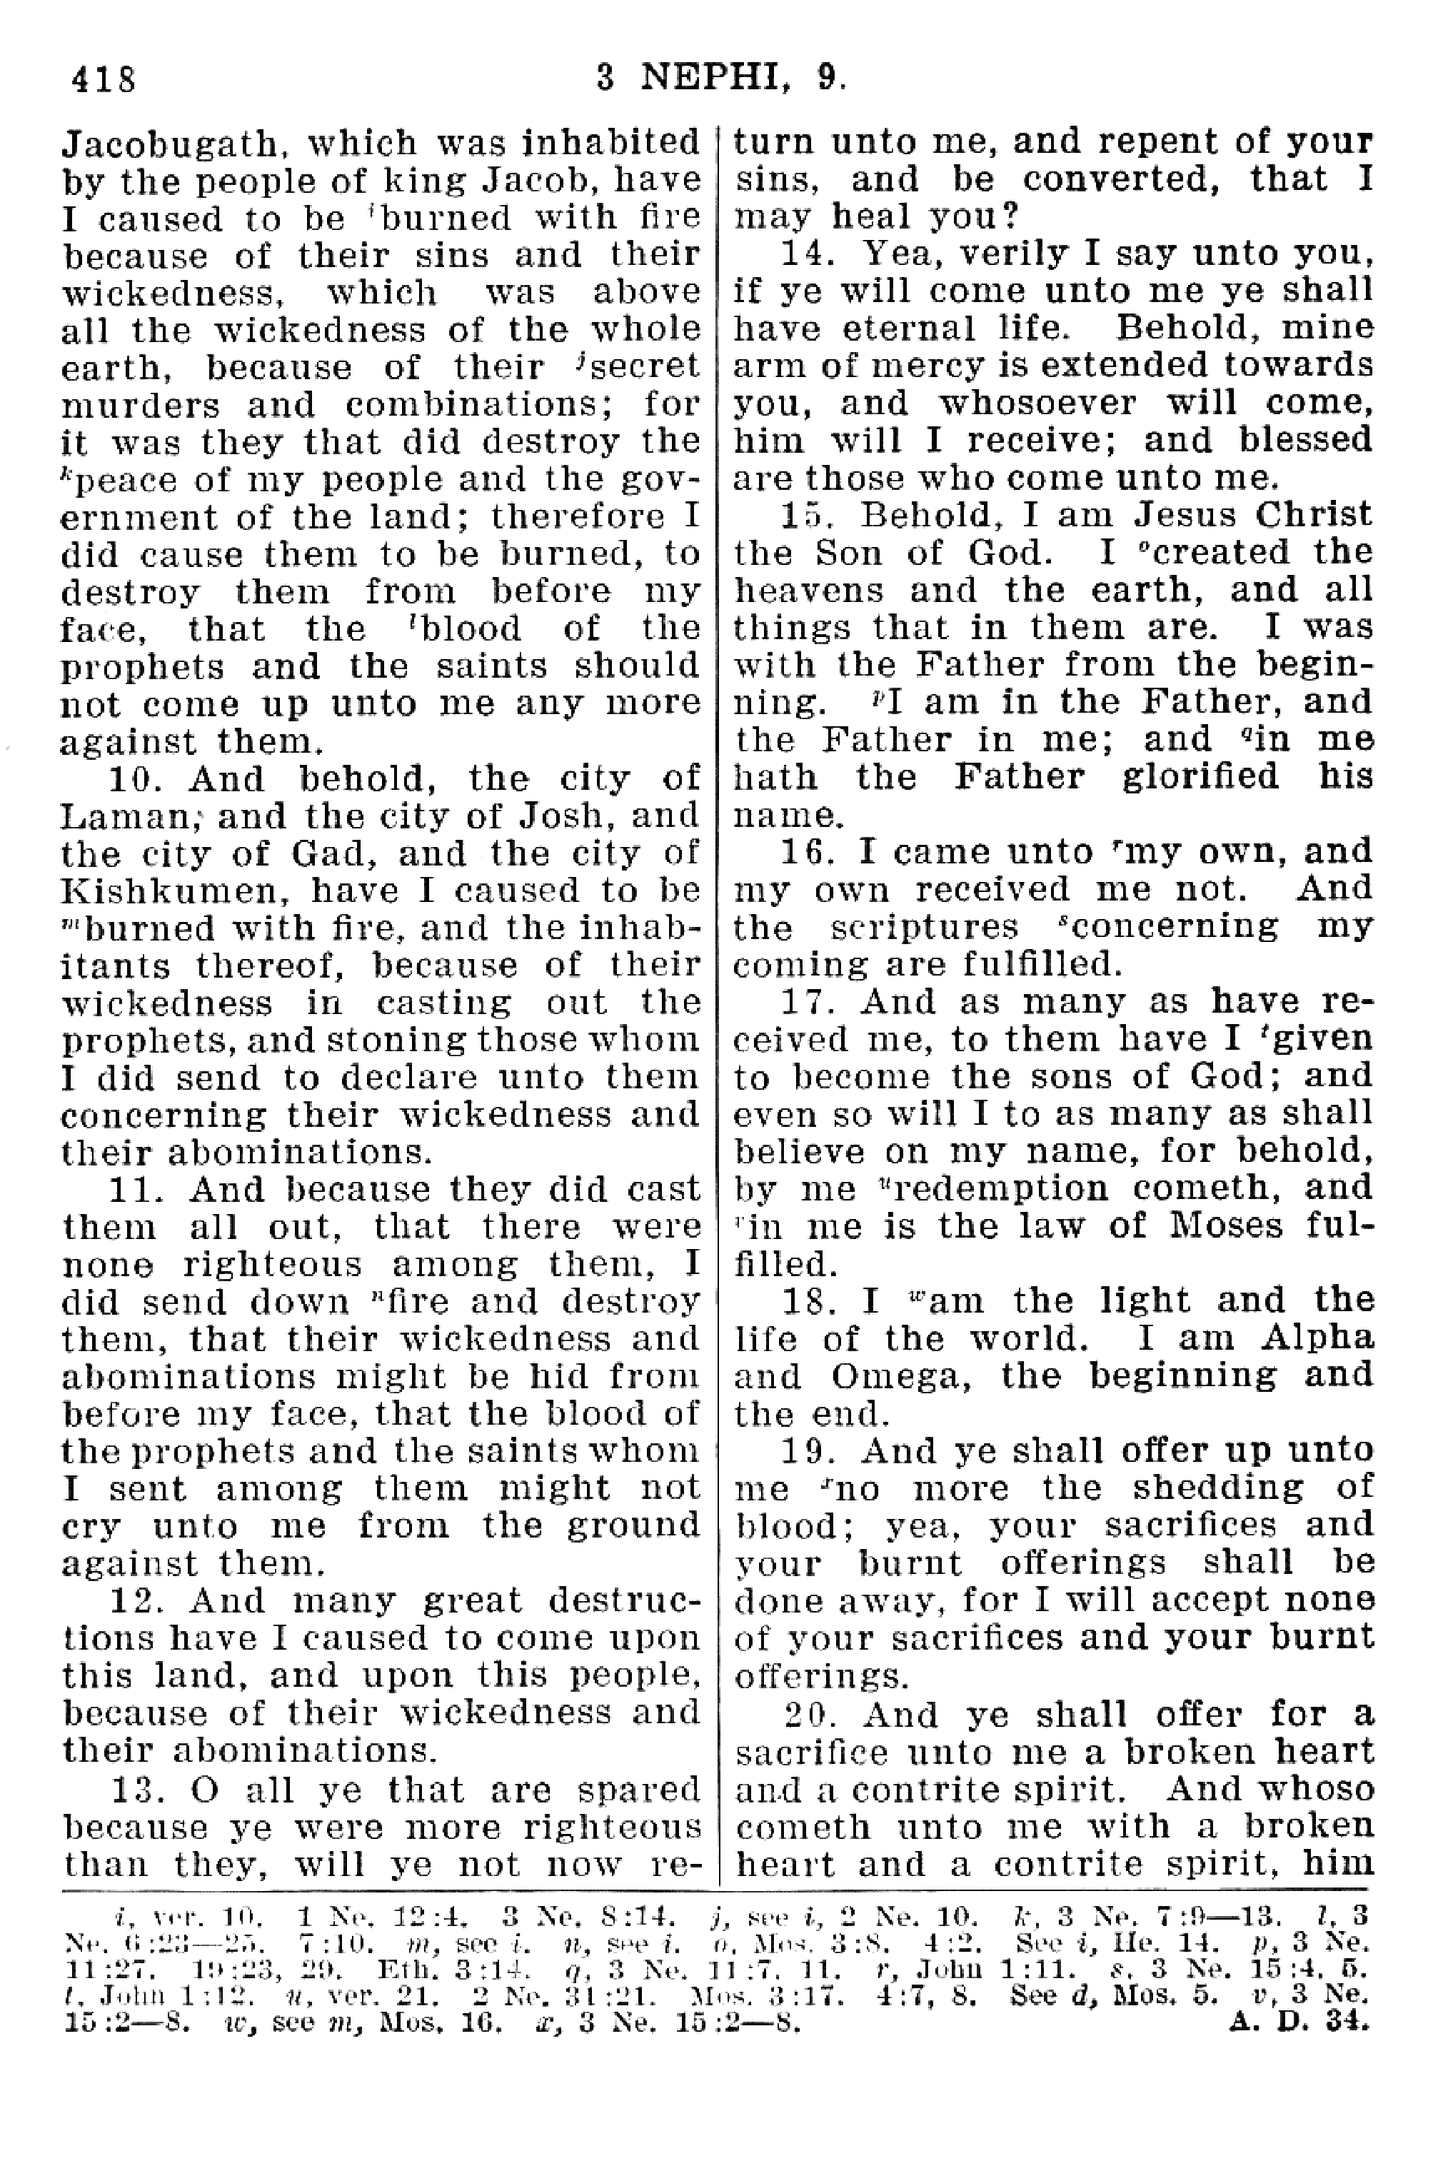 418
3 NEPHI, 9.
Jacobugath, which was inhabited
by the people of king Jacob, have
I caused to be iburned with fire
because of their sins and their
wickedness, which was above
all the wickedness of the whole
earth, because of their jsecret
murders and combinations; for
it was they that did destroy the
kpeace of my people and the gov-
ernment of the land; therefore I
did cause them to be burned, to
destroy them from before my
face, that the lblood of the
prophets and the saints should
not come up unto me any more
against them.
10. And behold, the city of
Laman, and the city of Josh, and
the city of Gad, and the city of
Kishkumen, have I caused to be
mburned with fire, and the inhab-
itants thereof, because of their
wickedness in casting out the
prophets, and stoning those whom
I did send to declare unto them
concerning their wickedness and
their abominations.
11. And because they did cast
them all out, that there were
none righteous among them, I
did send down nfire and destroy
them, that their wickedness and
abominations might be hid from
before my face, that the blood of
the prophets and the saints whom
I sent among them might not
cry unto me from the ground
against them.
12. And many great destruc-
tions have I caused to come upon
this land, and upon this people,
because of their wickedness and
their abominations.
13. O all ye that are spared
because ye were more righteous
than they, will ye not now re-
turn unto me, and repent of your
sins, and be converted, that I
may heal you?
14. Yea, verily I say unto you,
if ye will come unto me ye shall
have eternal life. Behold, mine
arm of mercy is extended towards
you, and whosoever will come,
him will I receive; and blessed
are those who come unto me.
15. Behold, I am Jesus Christ
the Son of God. I ocreated the
heavens and the earth, and all
things that in them are. I was
with the Father from the begin-
ning. pI am in the Father, and
the Father in me; and qin me
hath the Father glorified his
name.
16. I came unto rmy own, and
my own received me not. And
the scriptures sconcerning my
coming are fulfilled.
17. And as many as have re-
ceived me, to them have I tgiven
to become the sons of God; and
even so will I to as many as shall
believe on my name, for behold,
by me uredemption cometh, and
vin me is the law of Moses ful-
filled.
18. I wam the light and the
life of the world. I am Alpha
and Omega, the beginning and
the end.
19. And ye shall offer up unto
me xno more the shedding of
blood; yea, your sacrifices and
your burnt offerings shall be
done away, for I will accept none
of your sacrifices and your burnt
offerings.
20. And ye shall offer for a
sacrifice unto me a broken heart
and a contrite spirit. And whoso
cometh unto me with a broken
heart and a contrite spirit, him
i, ver. 10. 1 Ne. 12:4. 3 Ne. 8:14. j, see i, 2 Ne. 10. k, 3 Ne. 7:9—13. l, 3
Ne. 6:23—25. 7:10. m, see i. n, see i. o, Mos. 3:8. 4:2. See i, He. 14. p, 3 Ne.
11:27. 19:23, 29. Eth. 3:14. q, 3 Ne. 11:7, 11. r, John 1:11. s, 3 Ne. 15:4, 5.
t, John 1:12. u, ver. 21. 2 Ne. 31:21. Mos. 3:17. 4:7, 8. See d, Mos. 5. v, 3 Ne.
15:2—8. w, see m, Mos. 16. x, 3 Ne. 15:2—8.
A. D. 34.